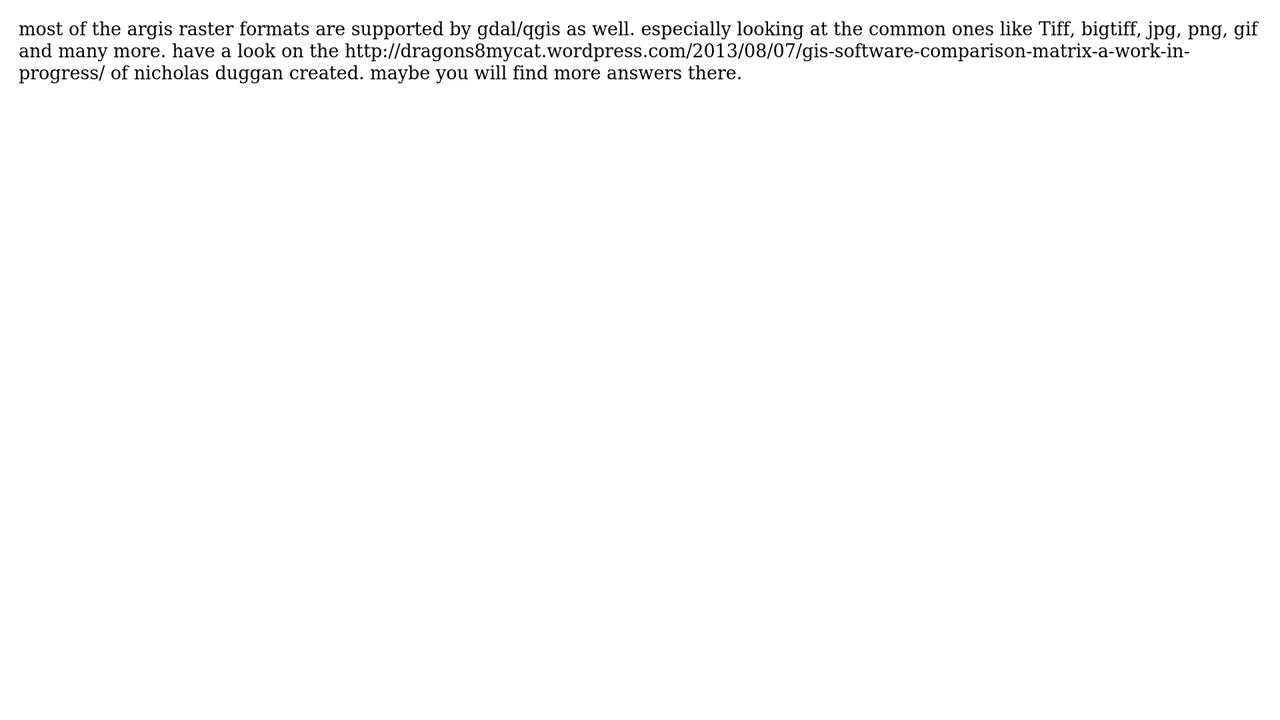 most of the argis raster formats are supported by gdal/qgis as well. especially looking at the common ones like Tiff, bigtiff, jpg, png, gif
and many more. have a look on the http://dragons8mycat.wordpress.com/2013/08/07/gis-software-comparison-matrix-a-work-in-
progress/ of nicholas duggan created. maybe you will find more answers there.